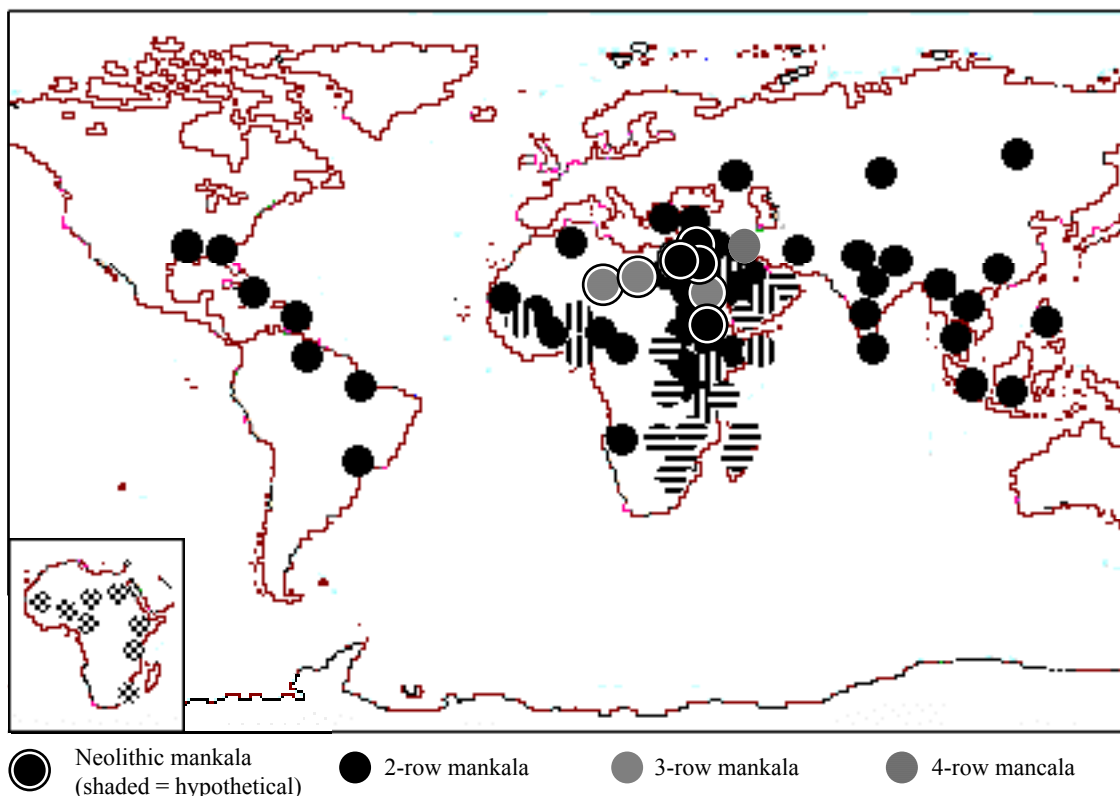 Neolithic mankala
(shaded = hypothetical)
2-row mankala
3-row mankala
4-row mancala